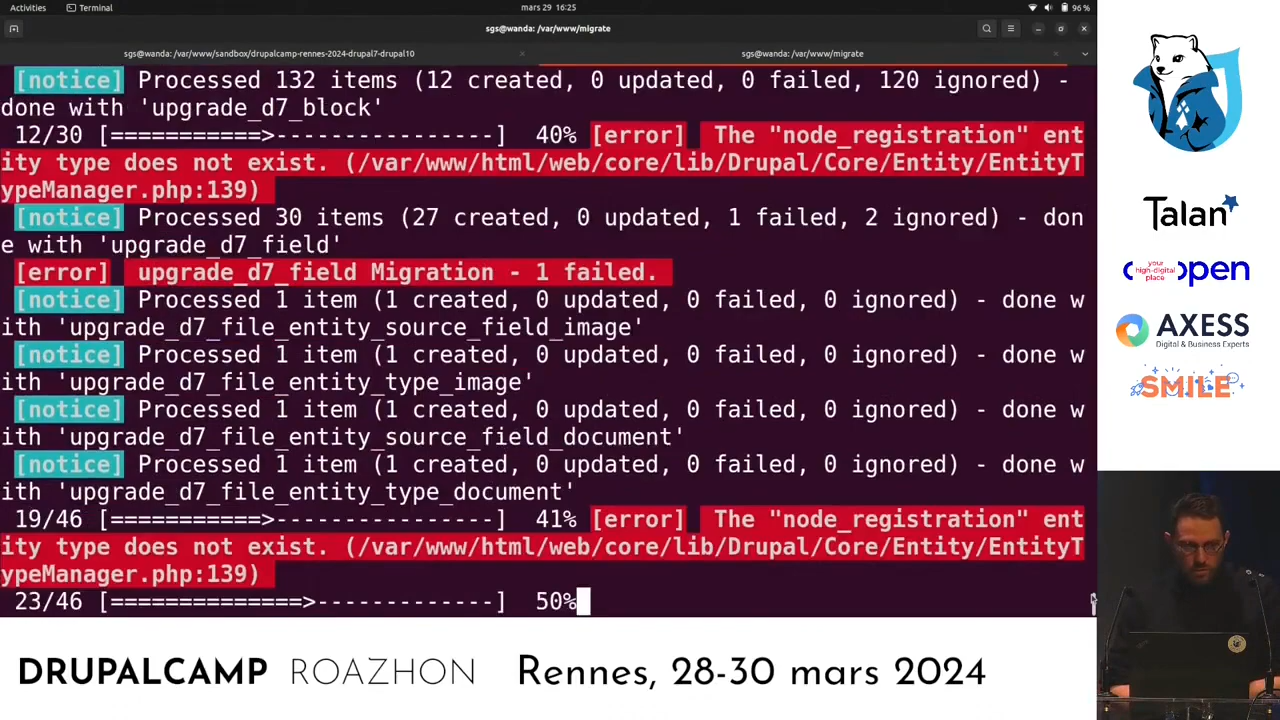 Activities
Terminal
mars 29 16:25
96 %
sgs@wanda: /var/www/migrate
sgs@wanda: /var/www/sandbox/drupalcamp-rennes-2024-drupal7-drupal10
sgs@wanda: /var/www/migrate
[notice] Processed 132 items (12 created, 0 updated, 0 failed, 120 ignored) -
done with 'upgrade_d7_block'
12/30 [===========>----------------] 40% [error] The "node_registration" ent
ity type does not exist. (/var/www/html/web/core/lib/Drupal/Core/Entity/EntityT
ypeManager.php:139)
[notice] Processed 30 items (27 created, 0 updated, 1 failed, 2 ignored) - don
e with 'upgrade_d7_field'
[error] upgrade_d7_field Migration - 1 failed.
[notice] Processed 1 item (1 created, 0 updated, 0 failed, 0 ignored) - done w
ith 'upgrade_d7_file_entity_source_field_image'
[notice] Processed 1 item (1 created, 0 updated, 0 failed, 0 ignored) - done w
ith 'upgrade_d7_file_entity_type_image'
[notice] Processed 1 item (1 created, 0 updated, 0 failed, 0 ignored) - done w
ith 'upgrade_d7_file_entity_source_field_document'
[notice] Processed 1 item (1 created, 0 updated, 0 failed, 0 ignored) - done w
ith 'upgrade_d7_file_entity_type_document'
19/46 [===========>----------------] 41% [error] The "node_registration" ent
ity type does not exist. (/var/www/html/web/core/lib/Drupal/Core/Entity/EntityT
ypeManager.php:139)
23/46 [==============>-------------] 50%
Talan
your
high-digital
place
open
AXESS
Digital & Business Experts
SMILE
DRUPALCAMP ROAZHON
Rennes, 28-30 mars 2024